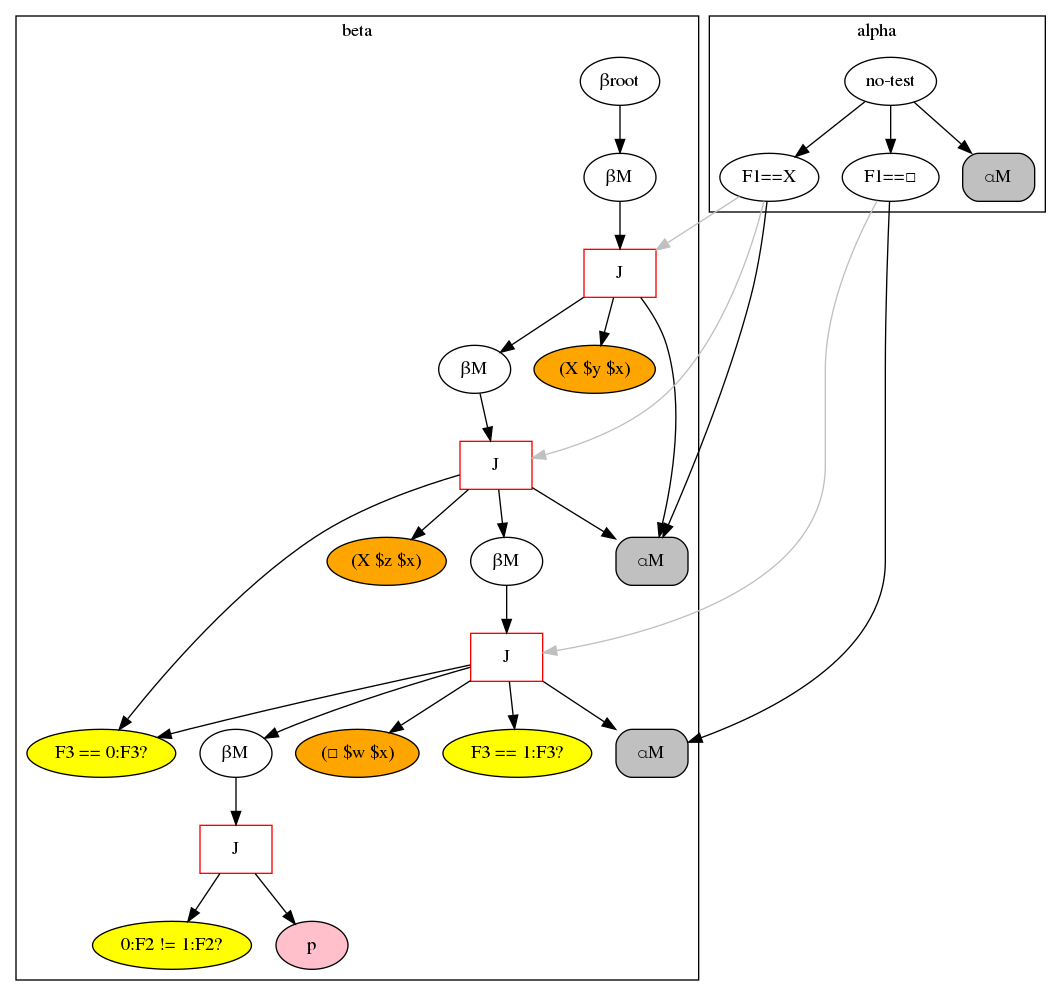 beta
alpha
βroot
no-test
βM
F1==X
F1==□
αM
J
βM
(X $y $x)
J
(X $z $x)
βM
αM
J
F3 == 0:F3?
βM
(□ $w $x)
F3 == 1:F3?
αM
J
0:F2 != 1:F2?
p